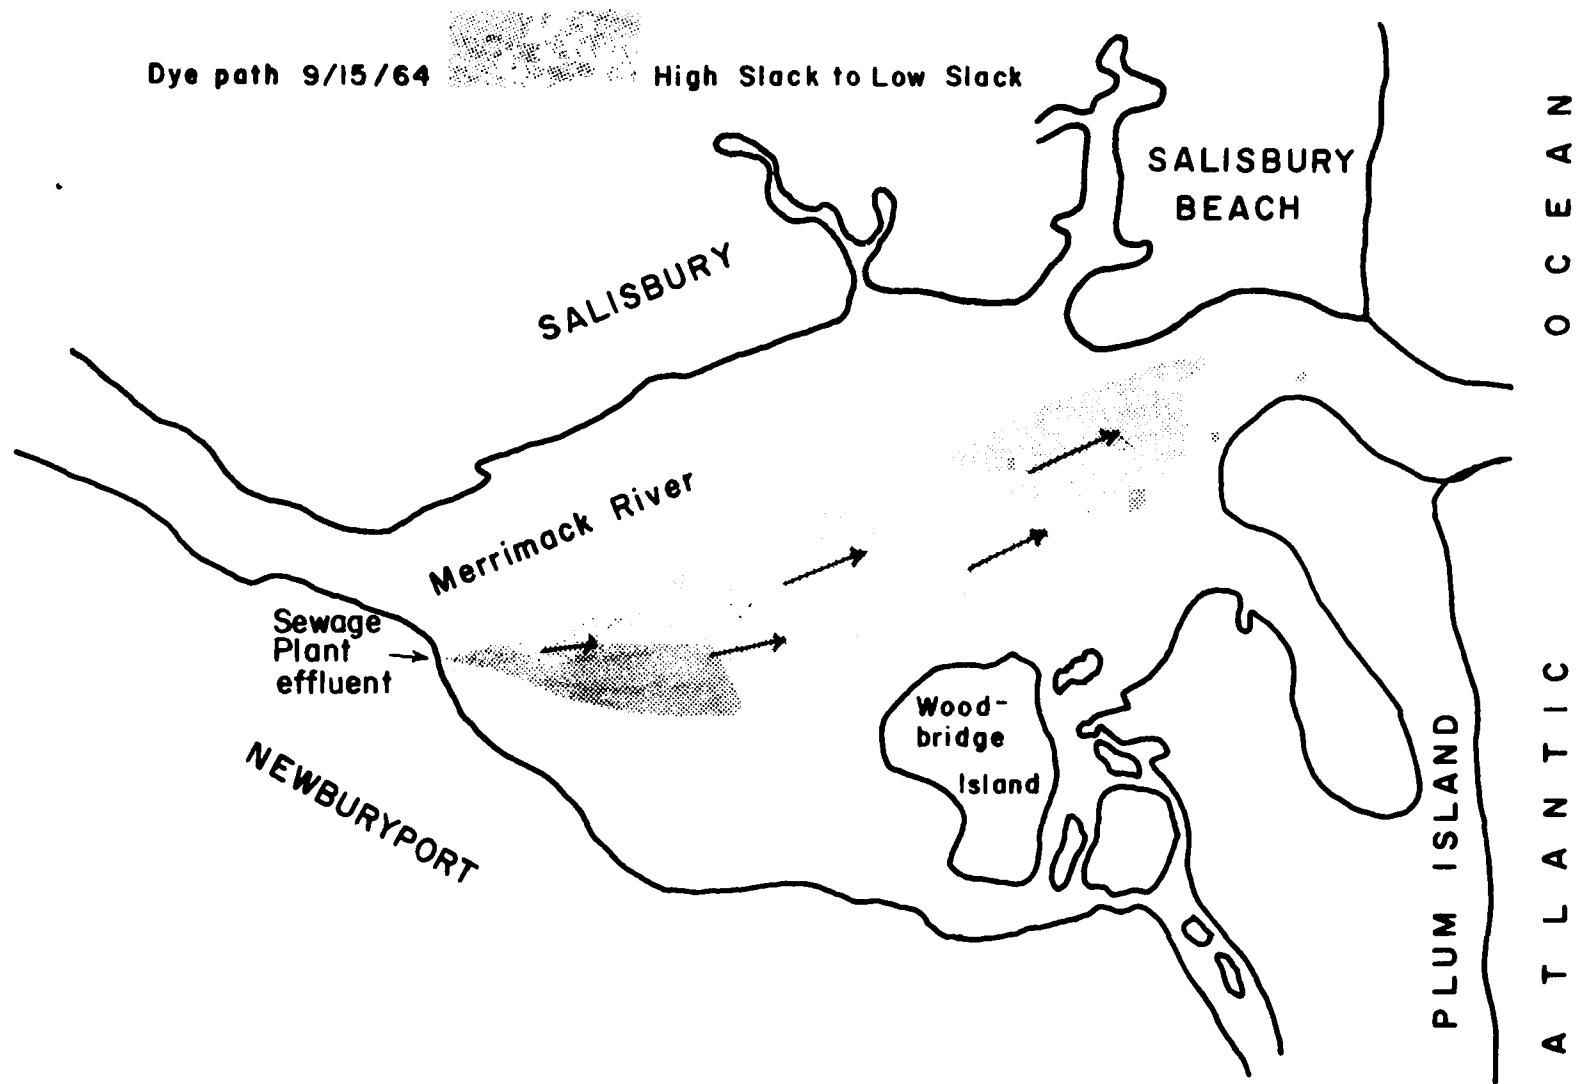 Dye path 9/15/64 High Slack to Low Slack
SALISBURY
BEACH
SALISBURY
Merrimack River
Sewage
Plant
effluent
NEWBURYPORT
Wood-
bridge
Island
PLUM ISLAND
ATLANTIC OCEAN